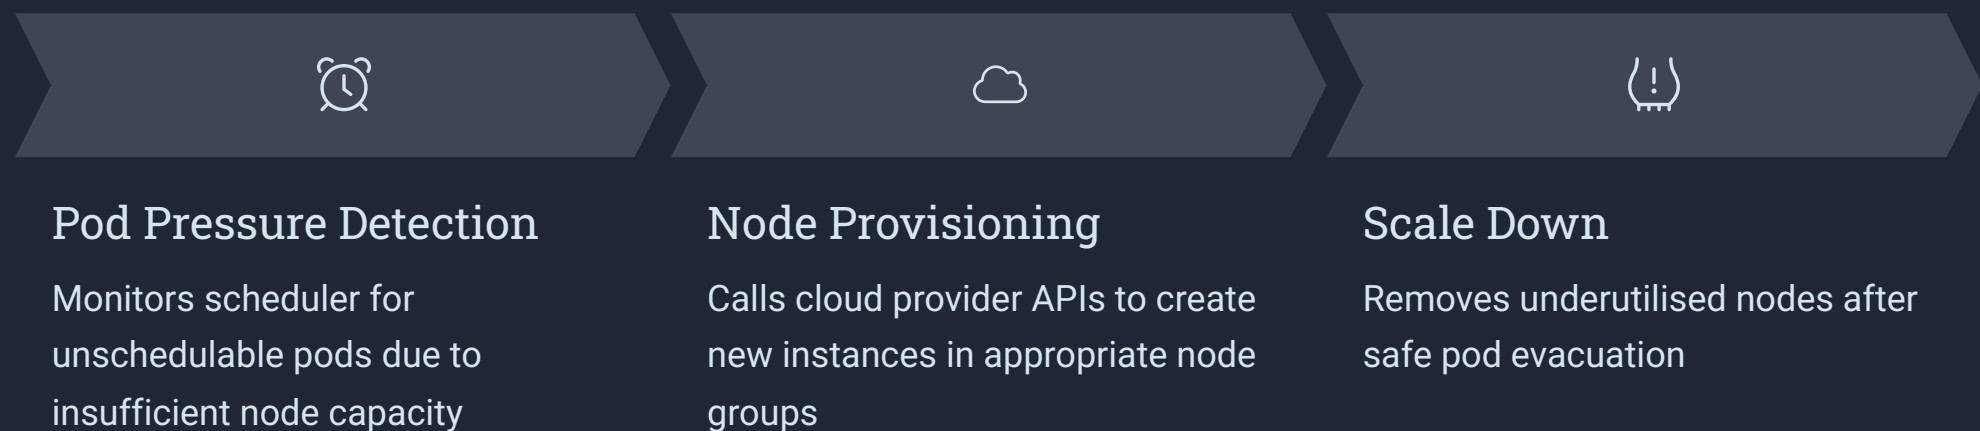 Pod Pressure Detection
Monitors scheduler for
unschedulable pods due to
insufficient node capacity
Node Provisioning
Calls cloud provider APIs to create
new instances in appropriate node
groups
Scale Down
Removes underutilised nodes after
safe pod evacuation